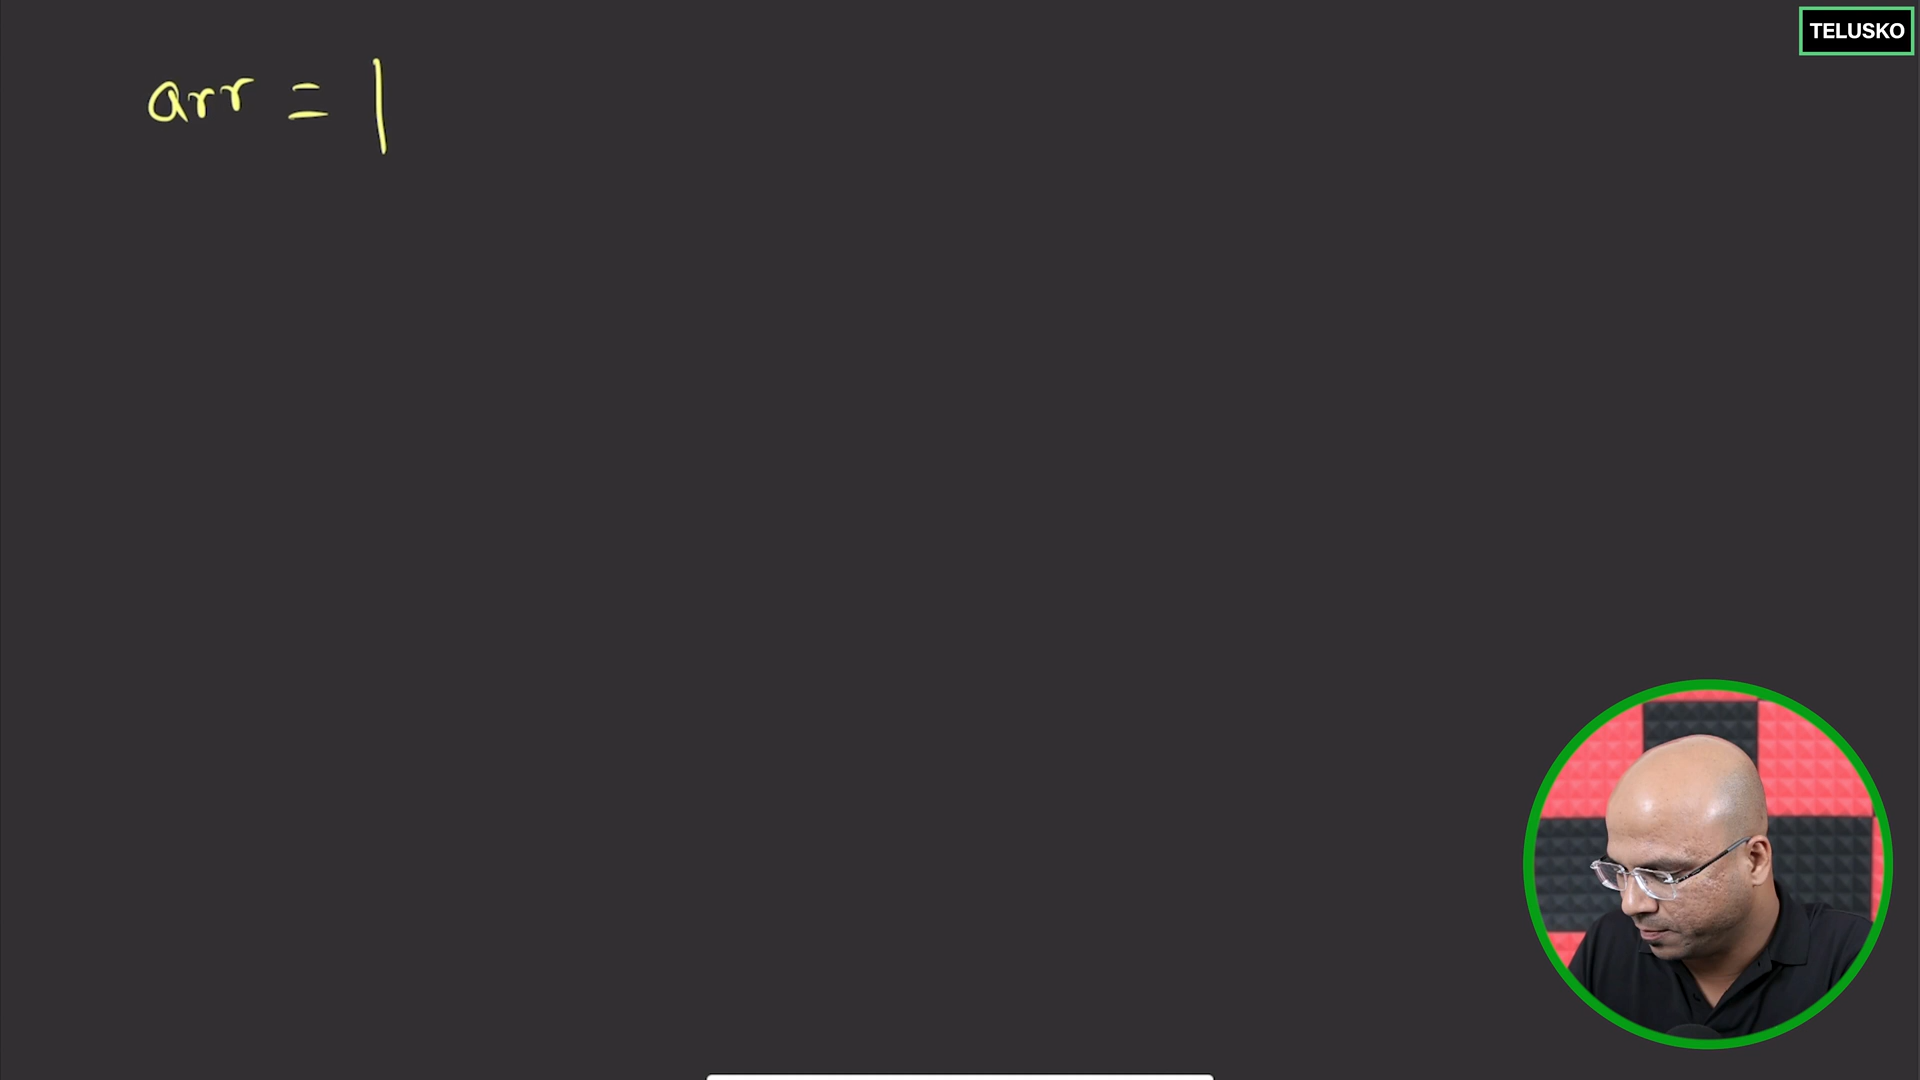 TELUSKO
arr = |